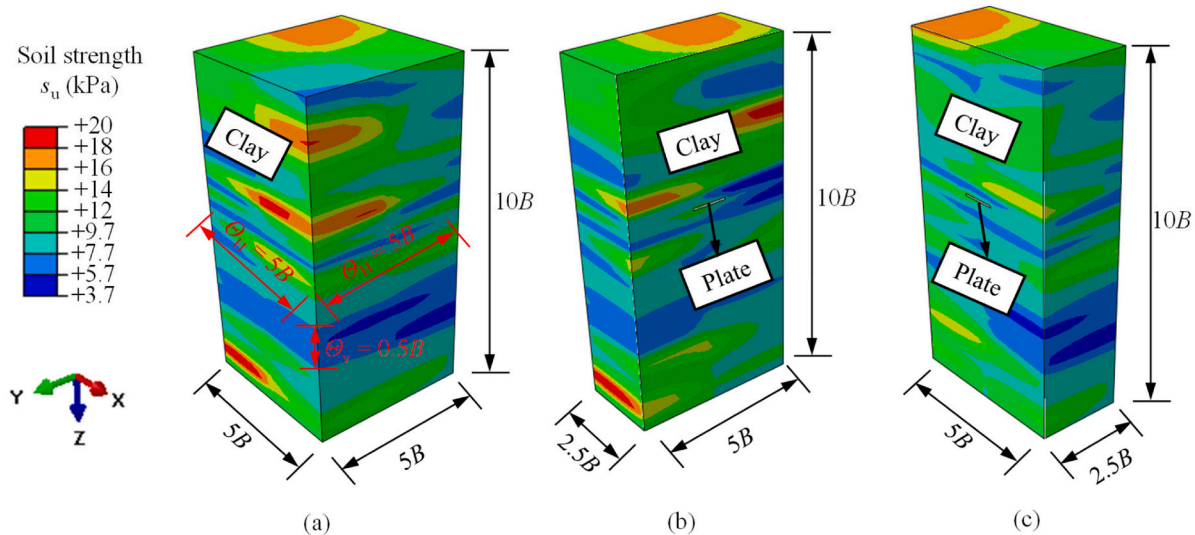 Soil strength
s_u (kPa)
+20
+18
+16
+14
+12
+9.7
+7.7
+5.7
+3.7
Y
X
Z
Clay
Θ_H = 5B
Θ_H = 5B
Θ_v = 0.5B
10B
5B
5B
(a)
Clay
Plate
10B
2.5B
5B
(b)
Clay
Plate
10B
5B
2.5B
(c)